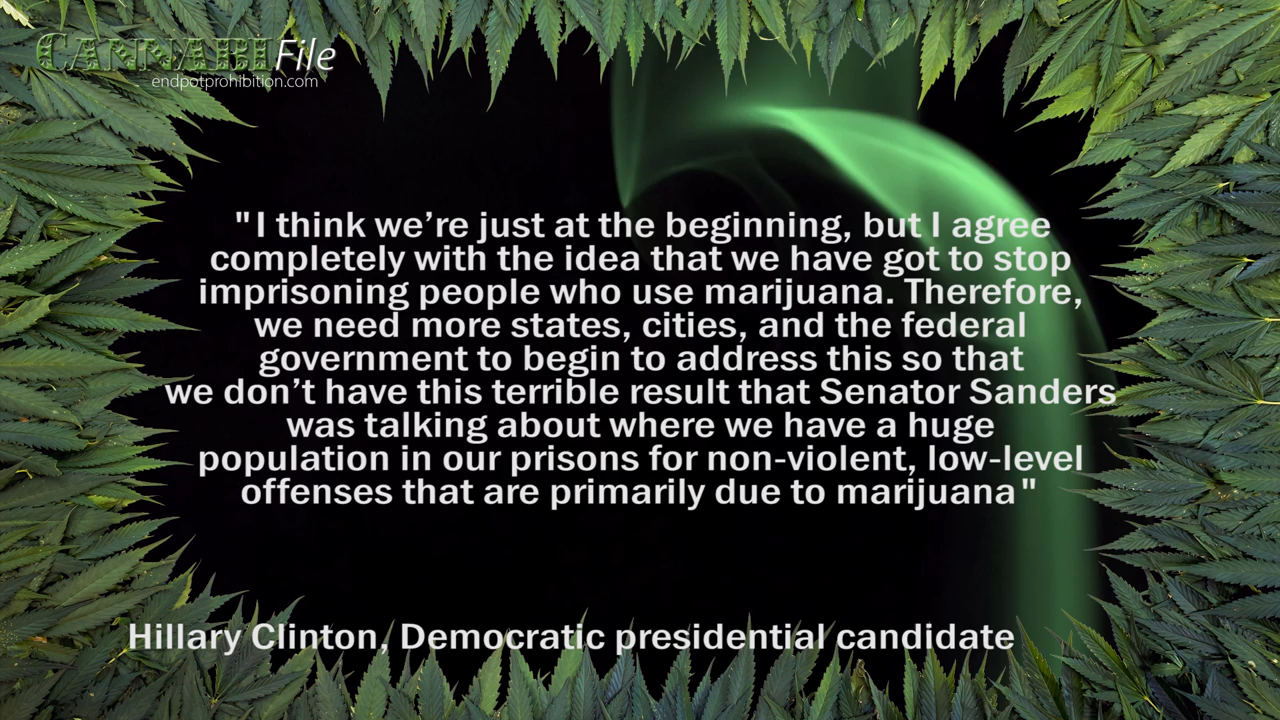 CANNABIFile
endpotprohibition.com
"I think we’re just at the beginning, but I agree
completely with the idea that we have got to stop
imprisoning people who use marijuana. Therefore,
we need more states, cities, and the federal
government to begin to address this so that
we don’t have this terrible result that Senator Sanders
was talking about where we have a huge
population in our prisons for non-violent, low-level
offenses that are primarily due to marijuana"
Hillary Clinton, Democratic presidential candidate